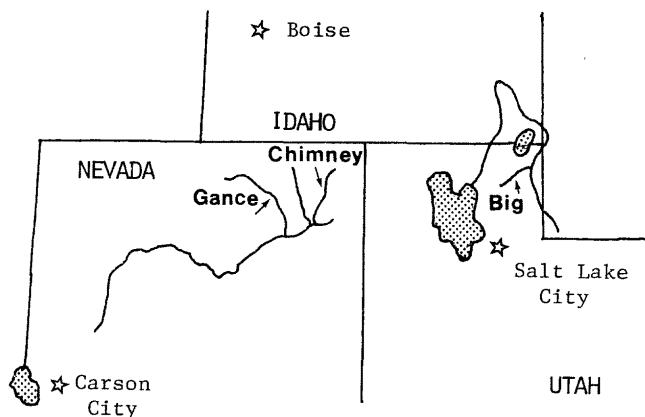 Boise
IDAHO
NEVADA
Chimney
Gance
Big
Salt Lake
City
Carson
City
UTAH